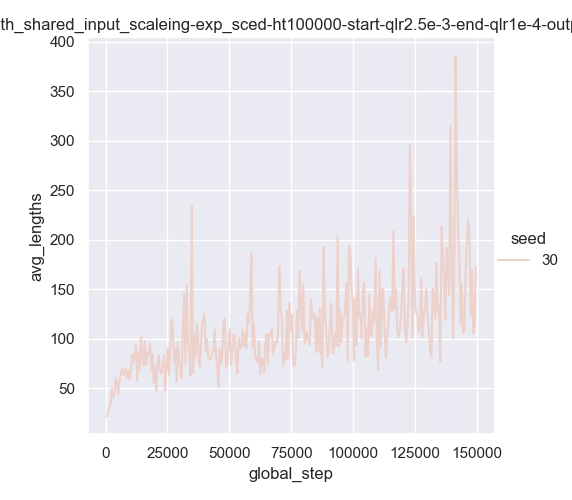 th_shared_input_scaleing-exp_sced-ht100000-start-qlr2.5e-3-end-qlr1e-4-outp
400
350
300
250
200
150
100
50
avg_lengths
seed
30
0 25000 50000 75000 100000 125000 150000
global_step